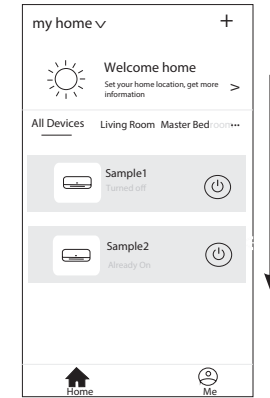 my home
Welcome home
Set your home location, get more
information
All Devices Living Room Master Bedroom
Sample1
Turned off
Sample2
Already On
Home Me